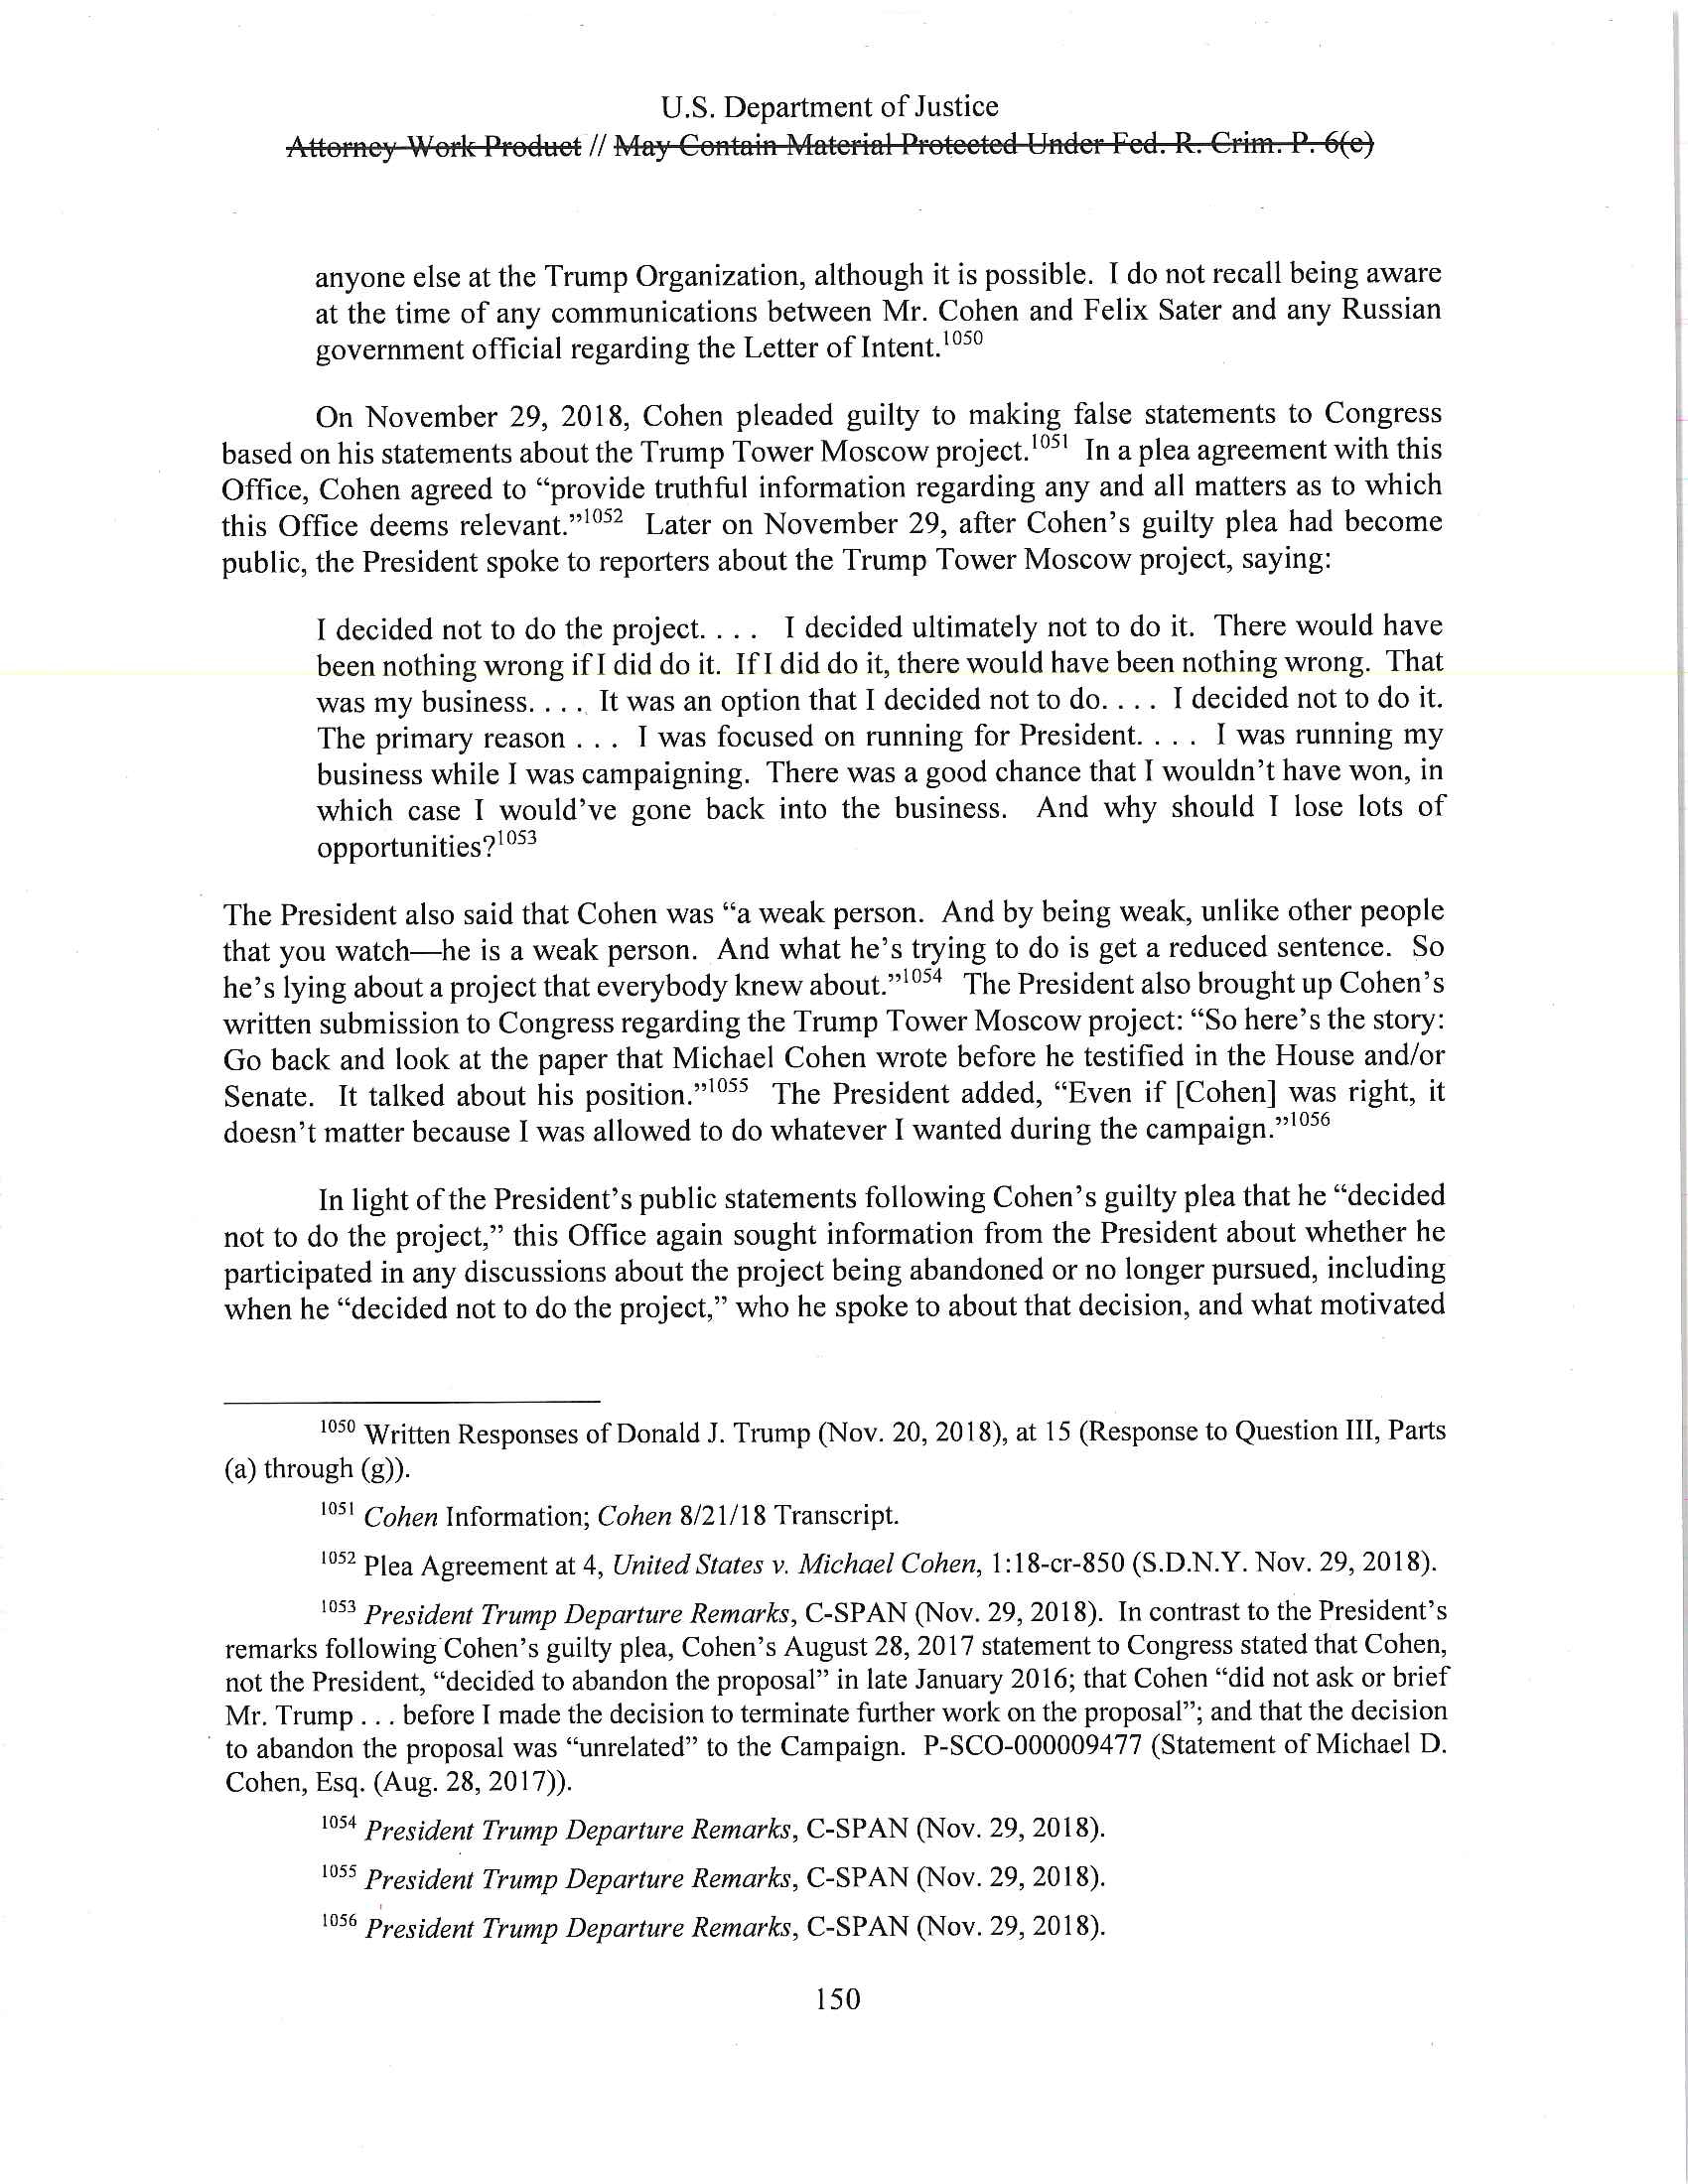 U.S. Department of Justice
Attorney Work Product // May Contain Material Protected Under Fed. R. Crim. P. 6(e)
anyone else at the Trump Organization, although it is possible. I do not recall being aware
at the time of any communications between Mr. Cohen and Felix Sater and any Russian
government official regarding the Letter of Intent.1050
On November 29, 2018, Cohen pleaded guilty to making false statements to Congress
based on his statements about the Trump Tower Moscow project.1051 In a plea agreement with this
Office, Cohen agreed to “provide truthful information regarding any and all matters as to which
this Office deems relevant.”1052 Later on November 29, after Cohen’s guilty plea had become
public, the President spoke to reporters about the Trump Tower Moscow project, saying:
I decided not to do the project. . . . I decided ultimately not to do it. There would have
been nothing wrong if I did do it. If I did do it, there would have been nothing wrong. That
was my business. . . . It was an option that I decided not to do. . . . I decided not to do it.
The primary reason . . . I was focused on running for President. . . . I was running my
business while I was campaigning. There was a good chance that I wouldn’t have won, in
which case I would’ve gone back into the business. And why should I lose lots of
opportunities?1053
The President also said that Cohen was “a weak person. And by being weak, unlike other people
that you watch—he is a weak person. And what he’s trying to do is get a reduced sentence. So
he’s lying about a project that everybody knew about.”1054 The President also brought up Cohen’s
written submission to Congress regarding the Trump Tower Moscow project: “So here’s the story:
Go back and look at the paper that Michael Cohen wrote before he testified in the House and/or
Senate. It talked about his position.”1055 The President added, “Even if [Cohen] was right, it
doesn’t matter because I was allowed to do whatever I wanted during the campaign.”1056
In light of the President’s public statements following Cohen’s guilty plea that he “decided
not to do the project,” this Office again sought information from the President about whether he
participated in any discussions about the project being abandoned or no longer pursued, including
when he “decided not to do the project,” who he spoke to about that decision, and what motivated
1050 Written Responses of Donald J. Trump (Nov. 20, 2018), at 15 (Response to Question III, Parts
(a) through (g)).
1051 Cohen Information; Cohen 8/21/18 Transcript.
1052 Plea Agreement at 4, United States v. Michael Cohen, 1:18-cr-850 (S.D.N.Y. Nov. 29, 2018).
1053 President Trump Departure Remarks, C-SPAN (Nov. 29, 2018). In contrast to the President’s
remarks following Cohen’s guilty plea, Cohen’s August 28, 2017 statement to Congress stated that Cohen,
not the President, “decided to abandon the proposal” in late January 2016; that Cohen “did not ask or brief
Mr. Trump . . . before I made the decision to terminate further work on the proposal”; and that the decision
to abandon the proposal was “unrelated” to the Campaign. P-SCO-000009477 (Statement of Michael D.
Cohen, Esq. (Aug. 28, 2017)).
1054 President Trump Departure Remarks, C-SPAN (Nov. 29, 2018).
1055 President Trump Departure Remarks, C-SPAN (Nov. 29, 2018).
1056 President Trump Departure Remarks, C-SPAN (Nov. 29, 2018).
150